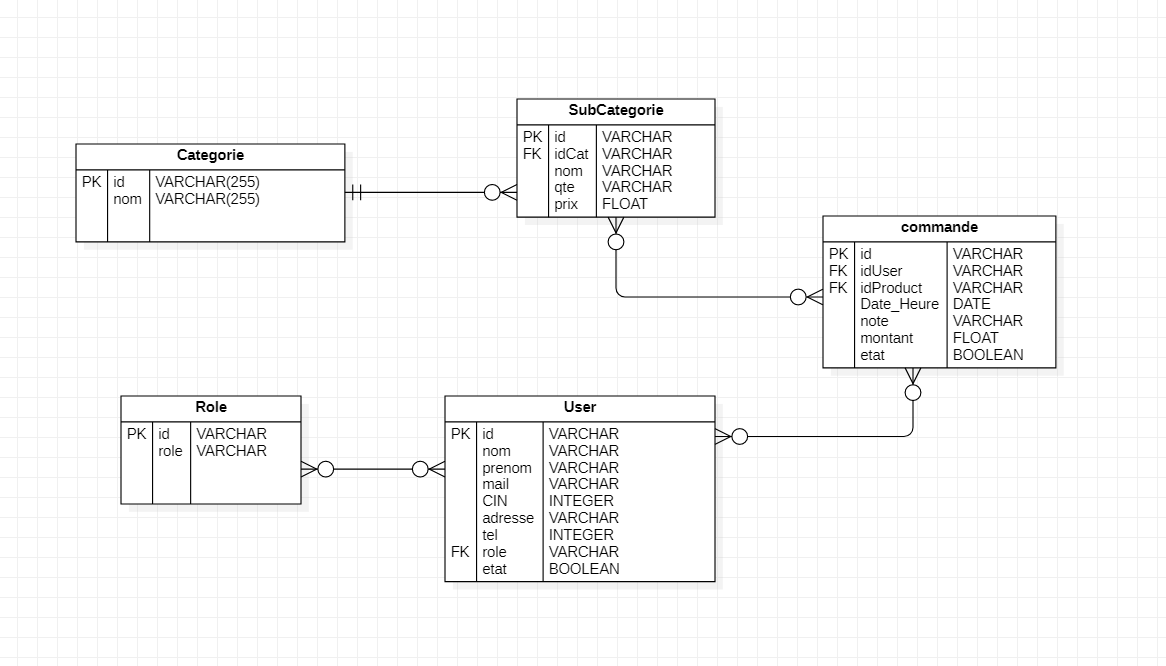 Categorie
PK id VARCHAR(255)
nom VARCHAR(255)
SubCategorie
PK id VARCHAR
FK idCat VARCHAR
nom VARCHAR
qte VARCHAR
prix FLOAT
commande
PK id VARCHAR
FK idUser VARCHAR
FK idProduct VARCHAR
Date_Heure DATE
note VARCHAR
montant FLOAT
etat BOOLEAN
Role
PK id VARCHAR
role VARCHAR
User
PK id VARCHAR
nom VARCHAR
prenom VARCHAR
mail VARCHAR
CIN INTEGER
adresse VARCHAR
tel INTEGER
FK role VARCHAR
etat BOOLEAN